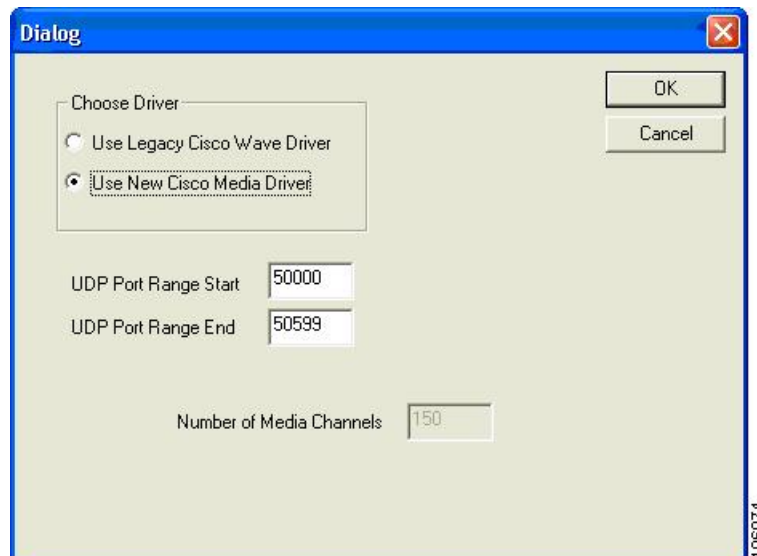 Dialog
OK
Cancel
Choose Driver
Use Legacy Cisco Wave Driver
Use New Cisco Media Driver
UDP Port Range Start 50000
UDP Port Range End 50599
Number of Media Channels 150